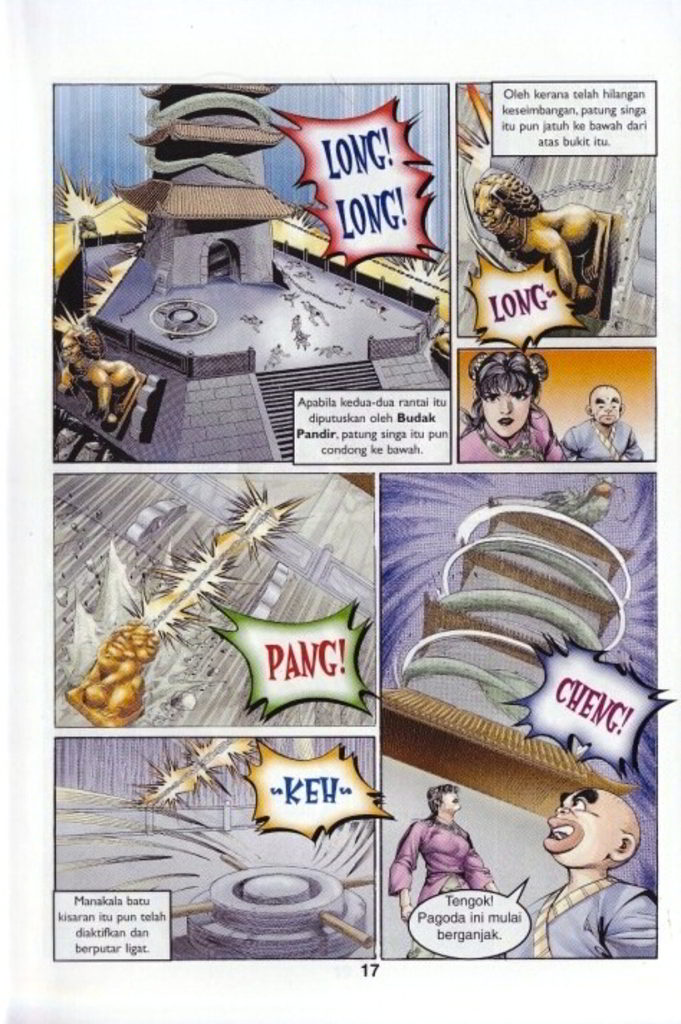 LONG!
LONG!
Apabila kedua-dua rantai itu
diputuskan oleh Budak
Pandir, patung singa itu pun
condong ke bawah.
Oleh kerana telah hilangan
keseimbangan, patung singa
itu pun jatuh ke bawah dari
atas bukit itu.
LONG~
PANG!
~KEH~
Manakala batu
kisaran itu pun telah
diaktifkan dan
berputar ligat.
CHENG!
Tengok!
Pagoda ini mulai
berganjak.
17